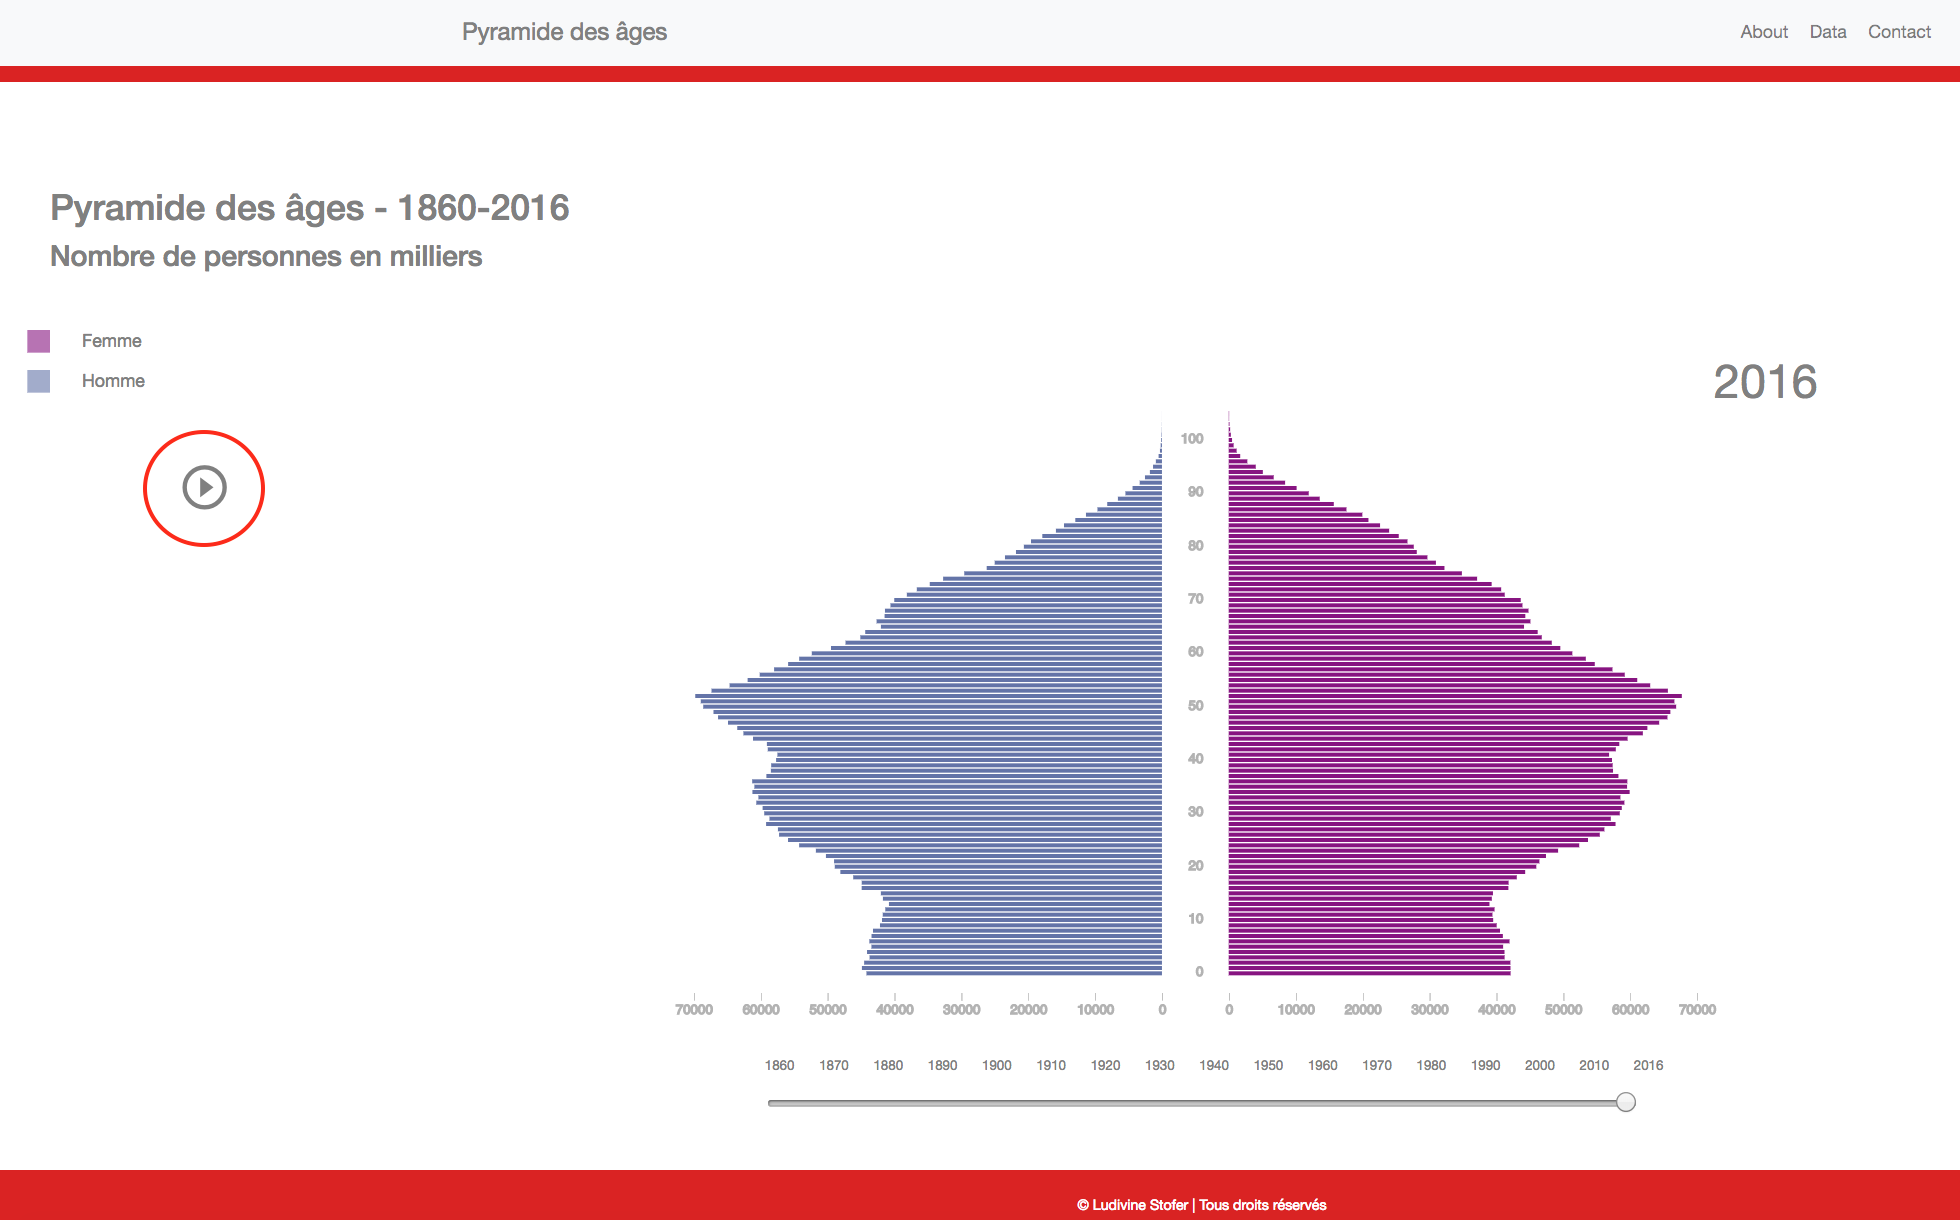 Pyramide des âges
About Data Contact
Pyramide des âges - 1860-2016
Nombre de personnes en milliers
Femme
Homme
2016
100
90
80
70
60
50
40
30
20
10
0
70000 60000 50000 40000 30000 20000 10000 0 0 10000 20000 30000 40000 50000 60000 70000
1860 1870 1880 1890 1900 1910 1920 1930 1940 1950 1960 1970 1980 1990 2000 2010 2016
© Ludivine Stofer | Tous droits réservés